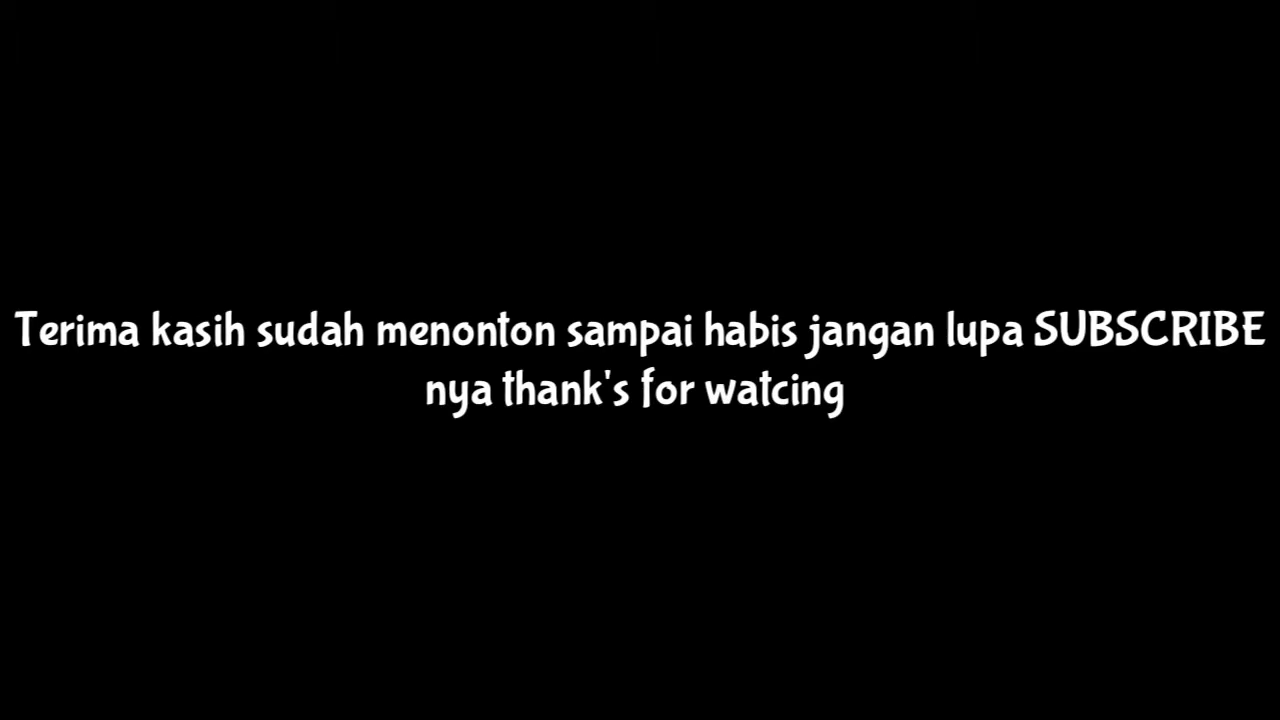 Terima kasih sudah menonton sampai habis jangan lupa SUBSCRIBE
nya thank's for watcing